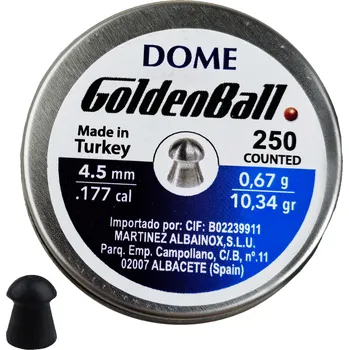 DOME
GoldenBall
Made in
Turkey
250
COUNTED
4.5 mm
.177 cal
0,67 g
10,34 gr
Importado por: CIF: B02239911
MARTINEZ ALBAINOX,S.L.U.
Parq. Emp. Campollano, C/.B, nº.11
02007 ALBACETE (Spain)